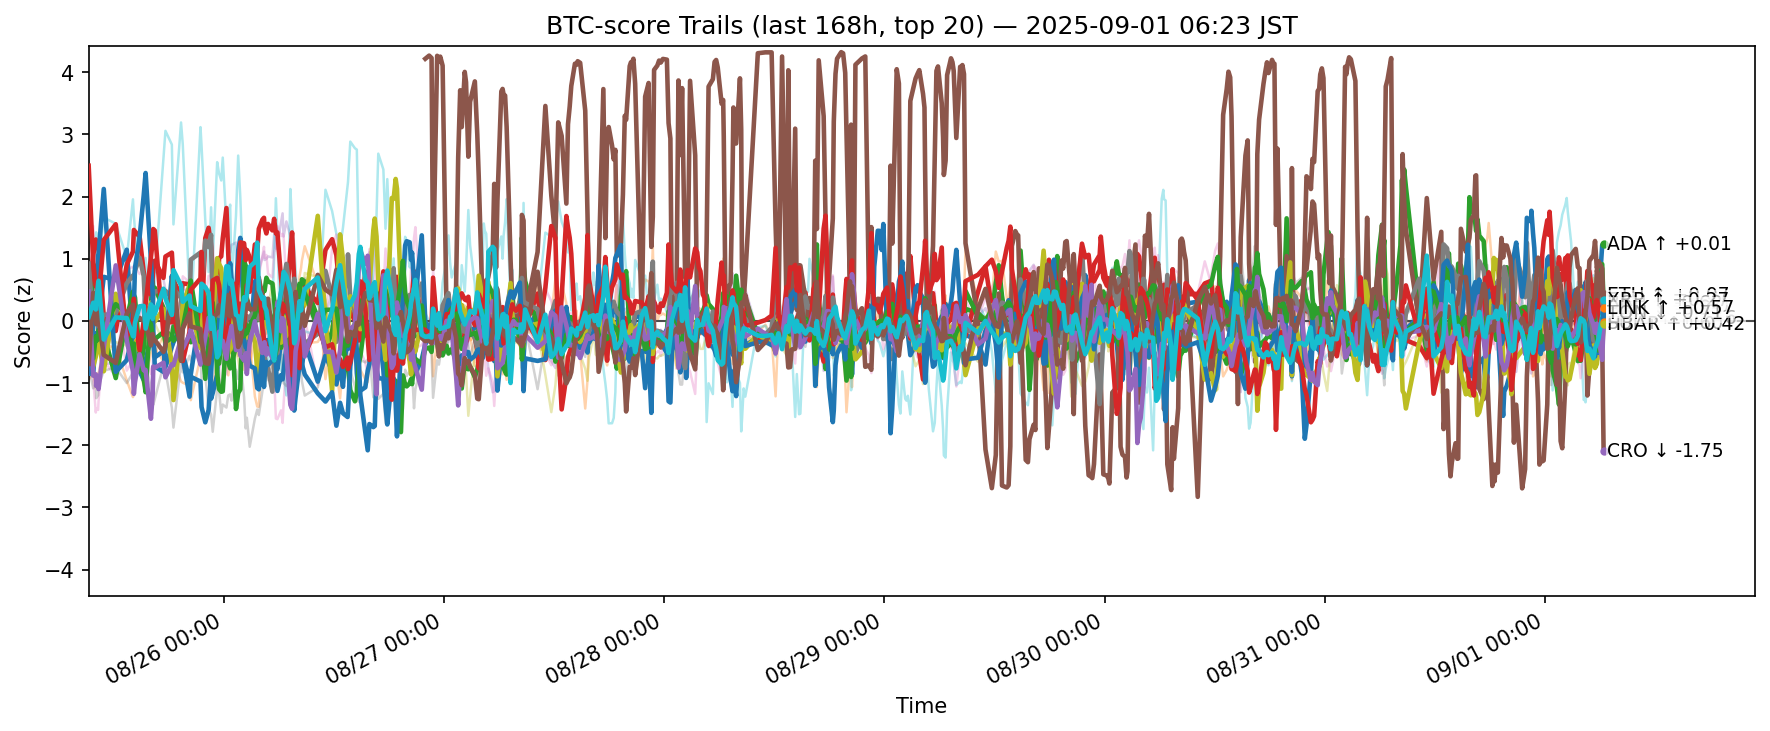 BTC-score Trails (last 168h, top 20) — 2025-09-01 06:23 JST
Score (z)
4
3
2
1
0
−1
−2
−3
−4
ADA ↑ +0.01
LINK ↑ +0.57
HBAR ↑ +0.42
CRO ↓ -1.75
08/26 00:00
08/27 00:00
08/28 00:00
08/29 00:00
08/30 00:00
08/31 00:00
09/01 00:00
Time